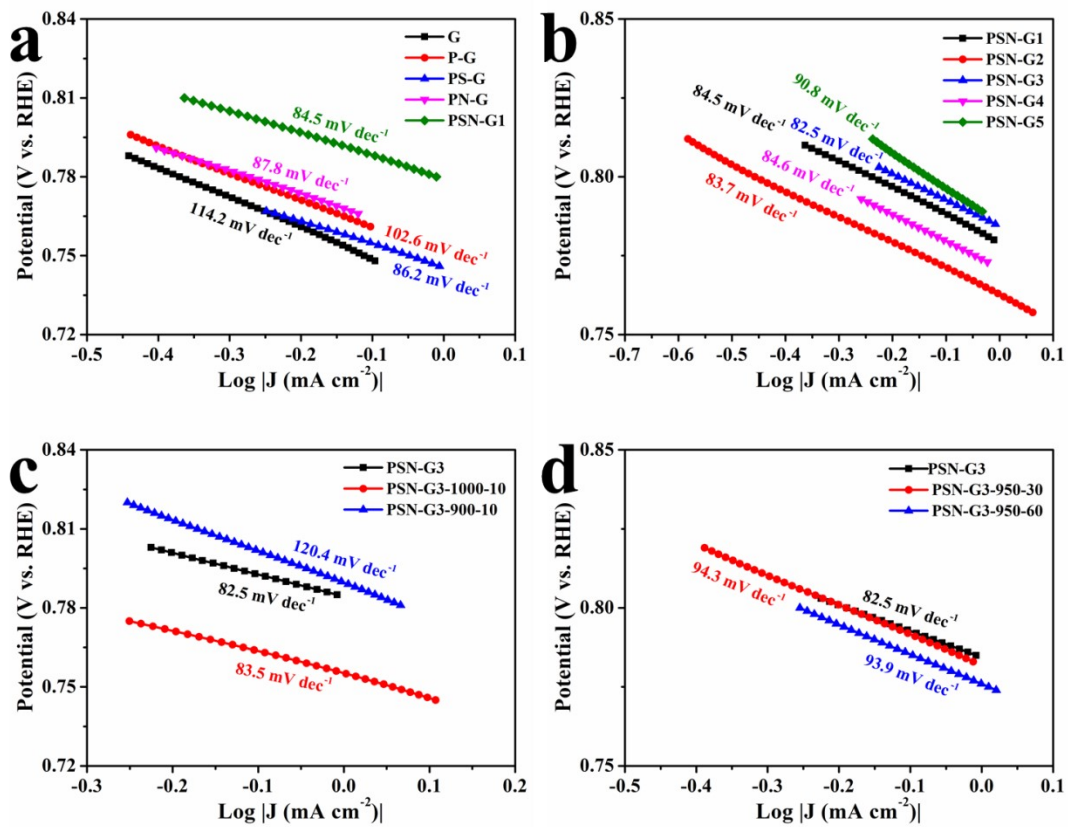 a
0.84
0.81
0.78
0.75
0.72
Potential (V vs. RHE)
G
P-G
PS-G
PN-G
PSN-G1
84.5 mV dec⁻¹
87.8 mV dec⁻¹
114.2 mV dec⁻¹
102.6 mV dec⁻¹
86.2 mV dec⁻¹
-0.5 -0.4 -0.3 -0.2 -0.1 0.0 0.1
Log |J (mA cm⁻²)|
b
0.85
0.80
0.75
Potential (V vs. RHE)
PSN-G1
PSN-G2
PSN-G3
PSN-G4
PSN-G5
90.8 mV dec⁻¹
84.5 mV dec⁻¹
82.5 mV dec⁻¹
84.6 mV dec⁻¹
83.7 mV dec⁻¹
-0.7 -0.6 -0.5 -0.4 -0.3 -0.2 -0.1 0.0 0.1
Log |J (mA cm⁻²)|
c
0.84
0.81
0.78
0.75
0.72
Potential (V vs. RHE)
PSN-G3
PSN-G3-1000-10
PSN-G3-900-10
120.4 mV dec⁻¹
82.5 mV dec⁻¹
83.5 mV dec⁻¹
-0.3 -0.2 -0.1 0.0 0.1 0.2
Log |J (mA cm⁻²)|
d
0.85
0.80
0.75
Potential (V vs. RHE)
PSN-G3
PSN-G3-950-30
PSN-G3-950-60
94.3 mV dec⁻¹
82.5 mV dec⁻¹
93.9 mV dec⁻¹
-0.5 -0.4 -0.3 -0.2 -0.1 0.0 0.1
Log |J (mA cm⁻²)|